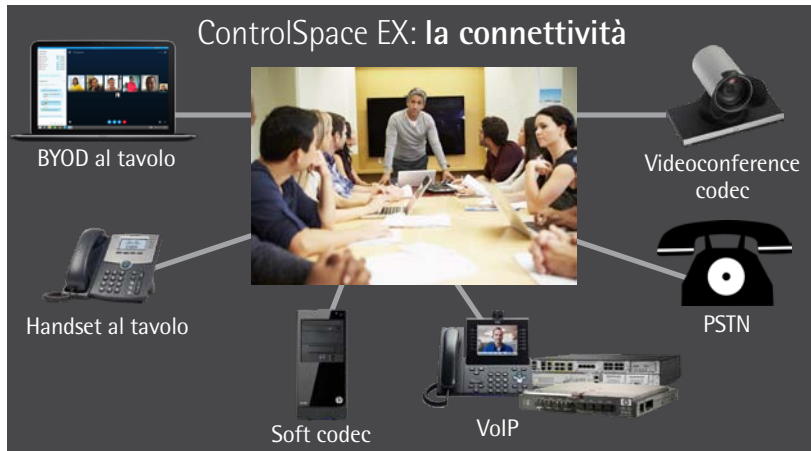 ControlSpace EX: la connettività
BYOD al tavolo
Videoconference
codec
Handset al tavolo
PSTN
Soft codec
VoIP